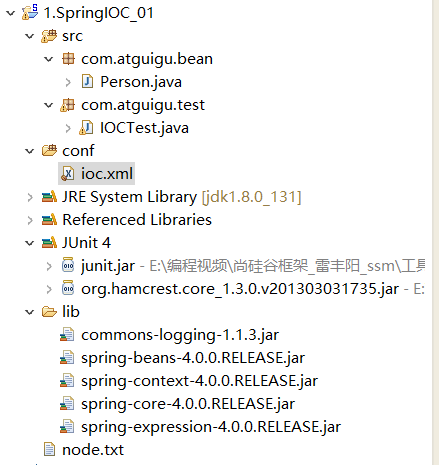 1.SpringIOC_01
src
com.atguigu.bean
Person.java
com.atguigu.test
IOCTest.java
conf
ioc.xml
JRE System Library [jdk1.8.0_131]
Referenced Libraries
JUnit 4
junit.jar - E:\编程视频\尚硅谷框架_雷丰阳_ssm\工具
org.hamcrest.core_1.3.0.v201303031735.jar - E:
lib
commons-logging-1.1.3.jar
spring-beans-4.0.0.RELEASE.jar
spring-context-4.0.0.RELEASE.jar
spring-core-4.0.0.RELEASE.jar
spring-expression-4.0.0.RELEASE.jar
node.txt